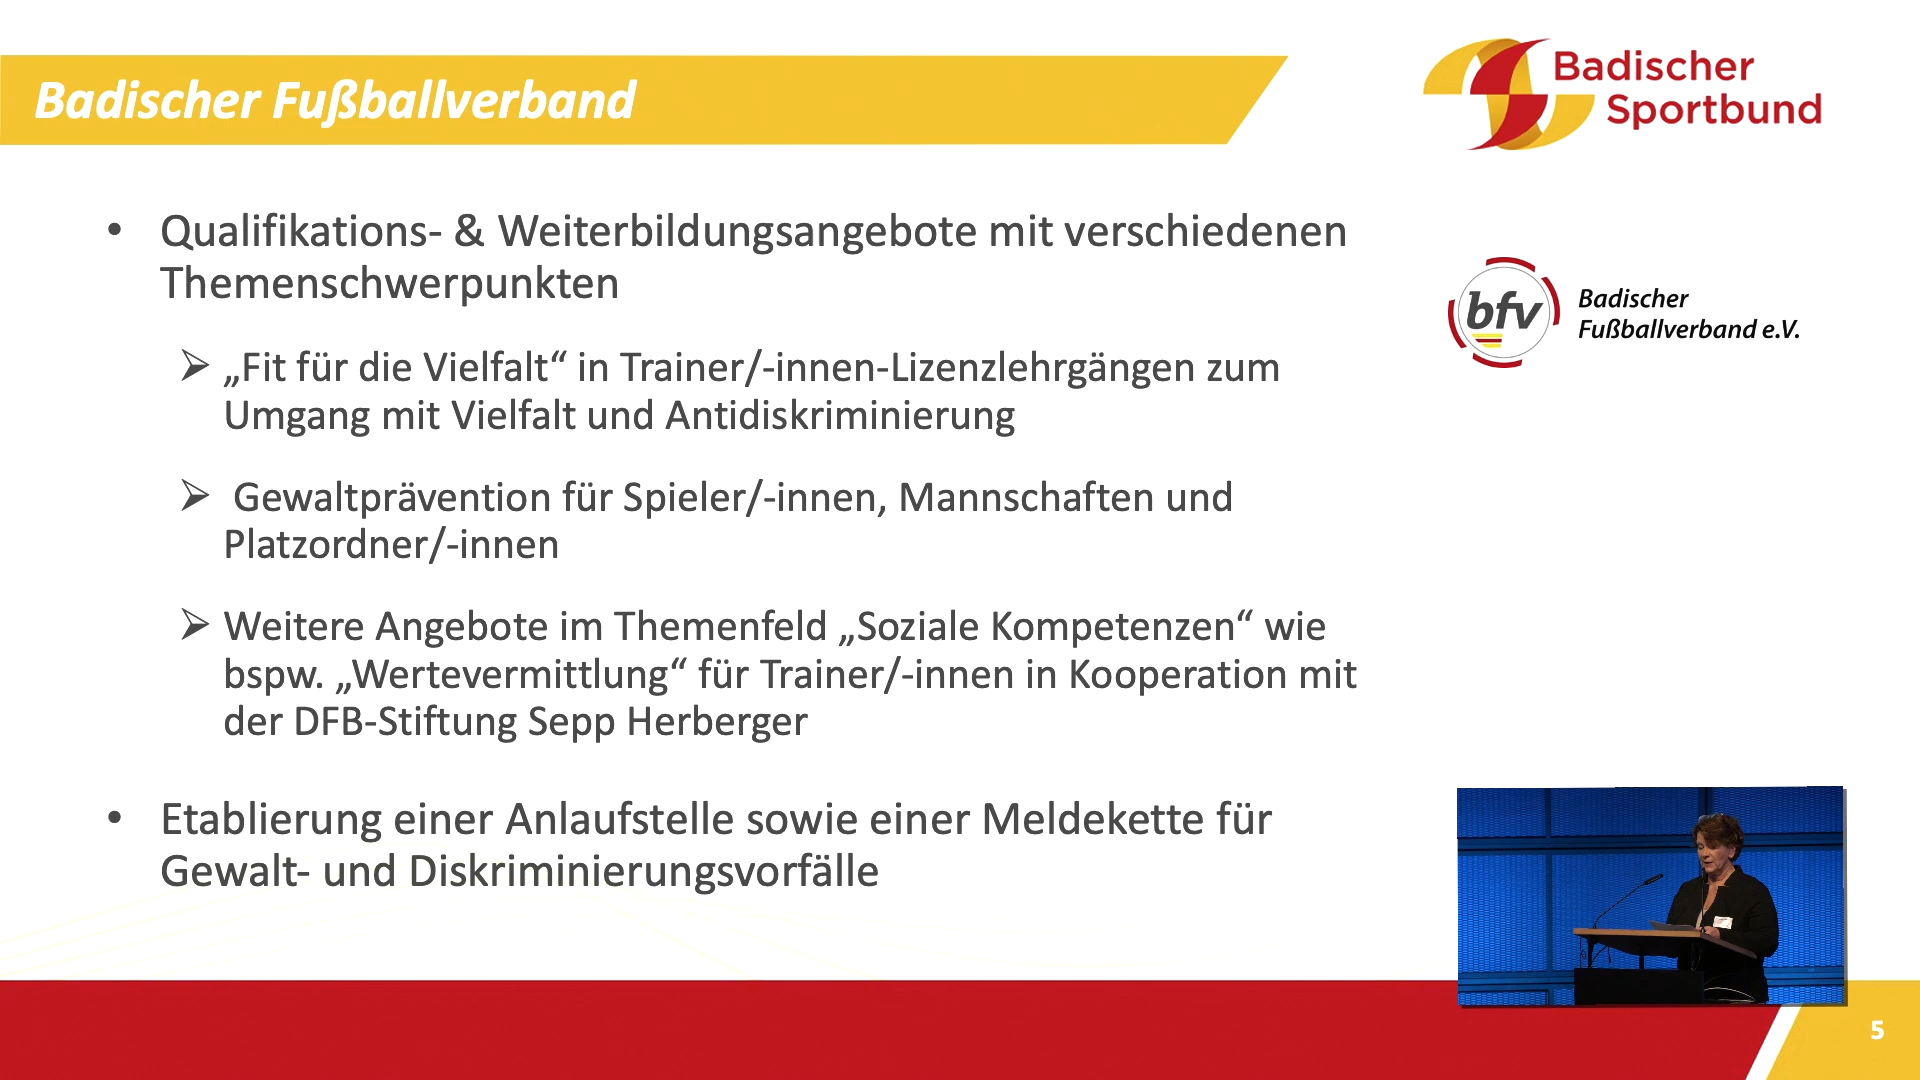 Badischer Fußballverband
Badischer
Sportbund
• Qualifikations- & Weiterbildungsangebote mit verschiedenen
Themenschwerpunkten
bfv
Badischer
Fußballverband e.V.
➢ „Fit für die Vielfalt“ in Trainer/-innen-Lizenzlehrgängen zum
Umgang mit Vielfalt und Antidiskriminierung
➢ Gewaltprävention für Spieler/-innen, Mannschaften und
Platzordner/-innen
➢ Weitere Angebote im Themenfeld „Soziale Kompetenzen“ wie
bspw. „Wertevermittlung“ für Trainer/-innen in Kooperation mit
der DFB-Stiftung Sepp Herberger
• Etablierung einer Anlaufstelle sowie einer Meldekette für
Gewalt- und Diskriminierungsvorfälle
5